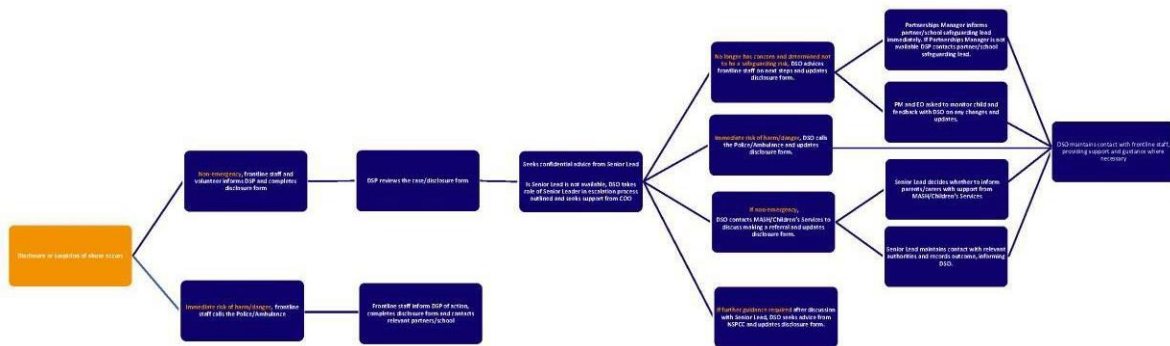 Disclosure or suspicion of abuse occurs
Non-emergency, frontline staff and
volunteer informs DSP and completes
disclosure form
Immediate risk of harm/danger, frontline
staff calls the Police/Ambulance
DSP reviews the case/disclosure form
Frontline staff inform DSP of action,
completes disclosure form and contacts
relevant partners/school
Seeks confidential advice from Senior Lead
Is Senior Lead is not available, DSO takes
role of Senior Leader in escalation process
outlined and seeks support from COO
No longer has concern and determined not
to be a safeguarding risk, DSO advices
frontline staff on next steps and updates
disclosure form.
Immediate risk of harm/danger, DSO calls
the Police/Ambulance and updates
disclosure form.
If non-emergency,
DSO contacts MASH/Children's Services to
discuss making a referral and updates
disclosure form.
If further guidance required after discussion
with Senior Lead, DSO seeks advice from
NSPCC and updates disclosure form.
Partnerships Manager informs
partner/school safeguarding lead
immediately. If Partnerships Manager is not
available DSP contacts partner/school
safeguarding lead.
PM and EO asked to monitor child and
feedback with DSO on any changes and
updates.
Senior Lead decides whether to inform
parents/carers with support from
MASH/Children's Services
Senior Lead maintains contact with relevant
authorities and records outcome, informing
DSO.
DSO maintains contact with frontline staff,
providing support and guidance where
necessary